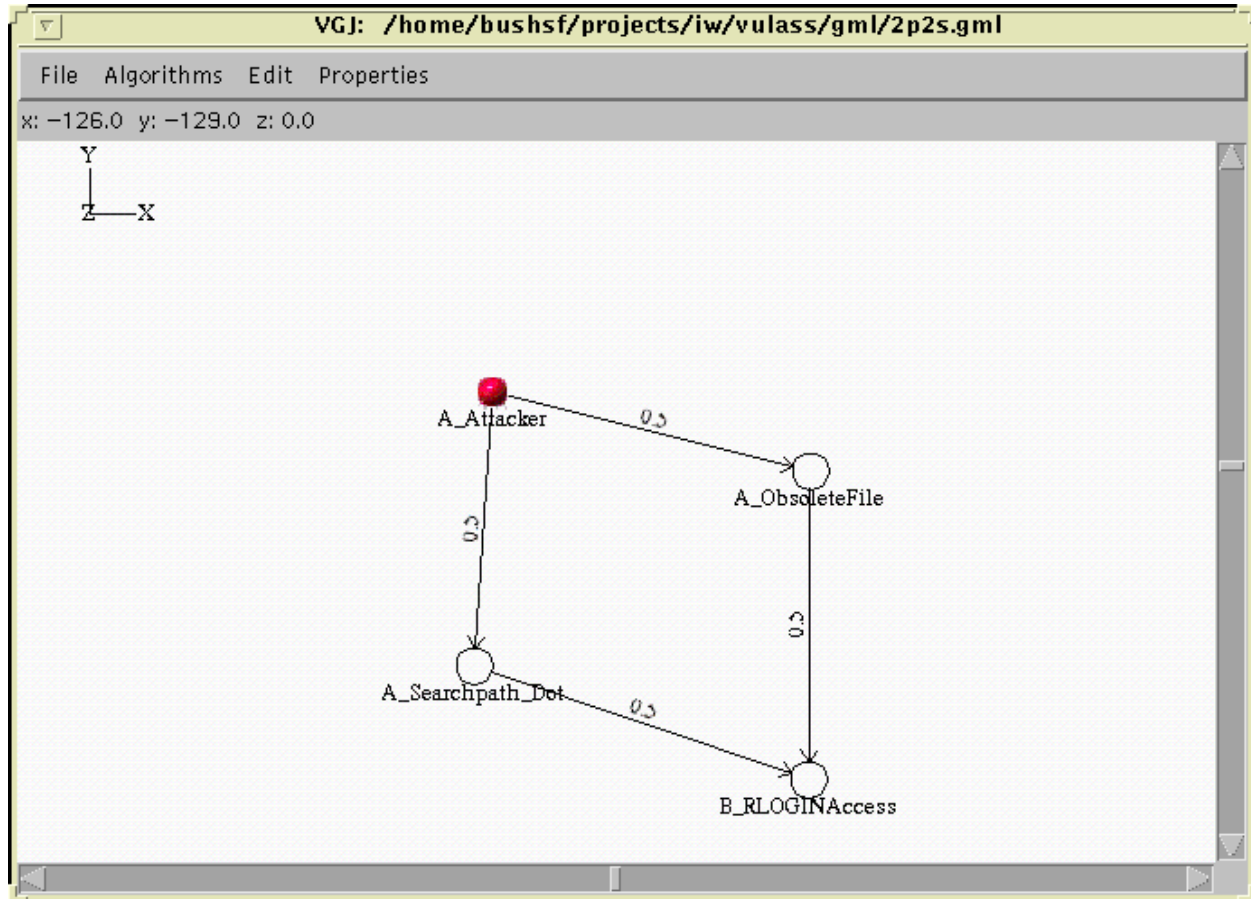 VGJ: /home/bushsf/projects/iw/vulass/gml/2p2s.gml
File Algorithms Edit Properties
x: −126.0 y: −129.0 z: 0.0
Y
Z X
A_Attacker
0.5
A_ObsoleteFile
0.5
0.5
A_Searchpath_Dot
0.5
B_RLOGINAccess